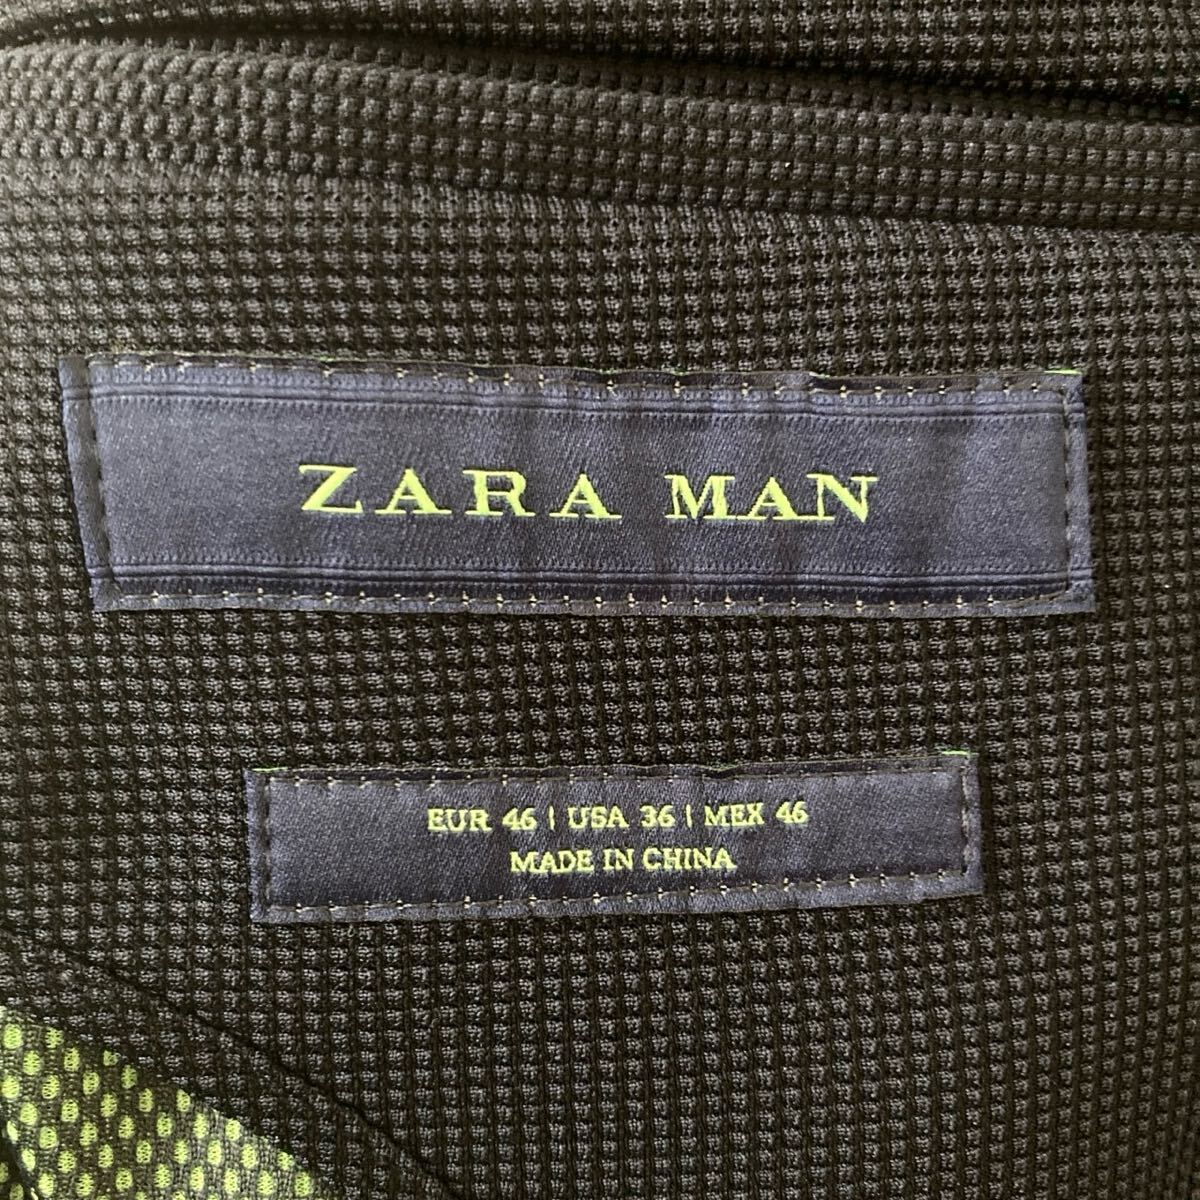 ZARA MAN
EUR 46 | USA 36 | MEX 46
MADE IN CHINA